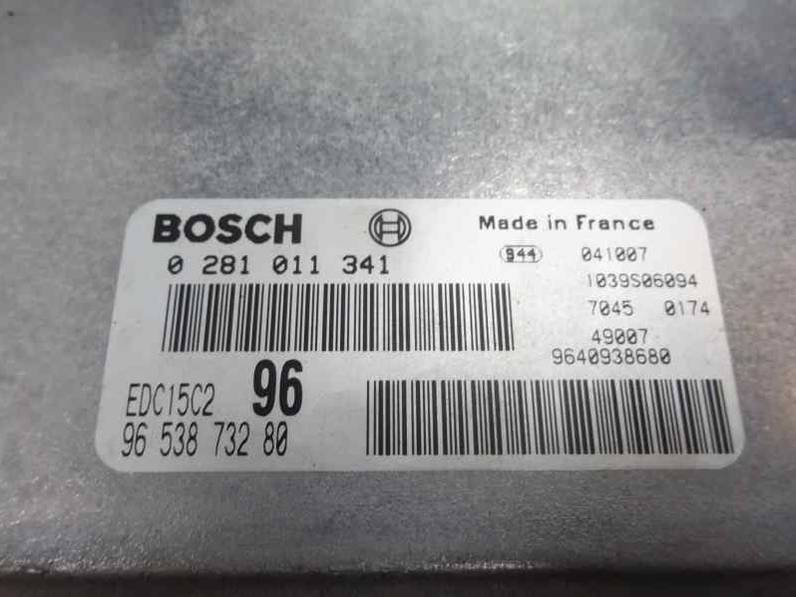 BOSCH
Made in France
0 281 011 341
944 041007
1039S06094
7045 0174
49007
9640938680
EDC15C2 96
96 538 732 80